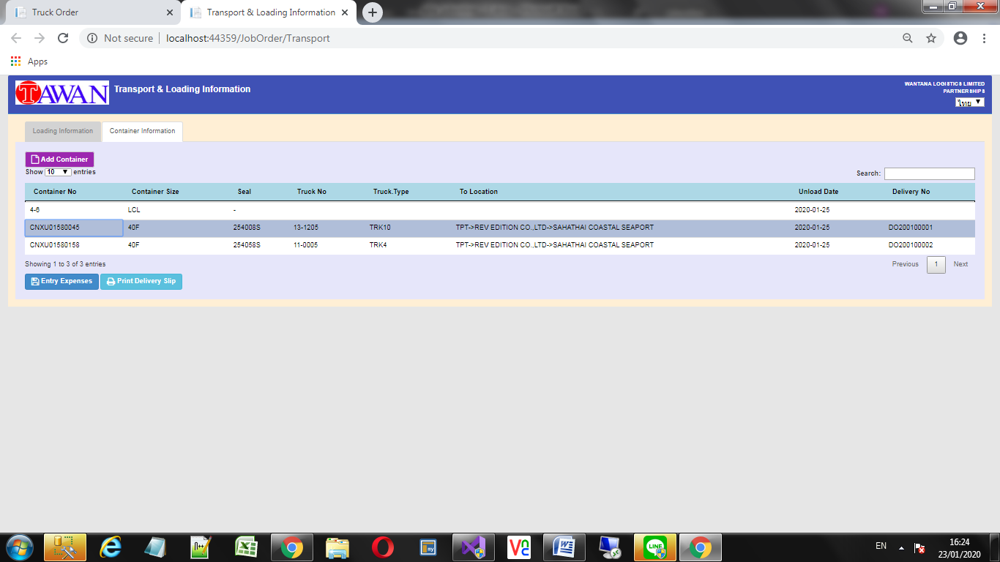 Truck Order
Transport & Loading Information
Not secure
localhost:44359/JobOrder/Transport
Apps
TAWAN
Transport & Loading Information
WANTANA LOGISTICS LIMITED
PARTNERSHIPS
ไทย
Loading Information
Container Information
Add Container
Show 10 entries
Search:
Container No Container Size Seal Truck No Truck.Type To Location Unload Date Delivery No
4-6 LCL - 2020-01-25
CNXU01580045 40F 254008S 13-1205 TRK10 TPT->REV EDITION CO.,LTD->SAHATHAI COASTAL SEAPORT 2020-01-25 DO200100001
CNXU01580158 40F 254058S 11-0005 TRK4 TPT->REV EDITION CO.,LTD->SAHATHAI COASTAL SEAPORT 2020-01-25 DO200100002
Showing 1 to 3 of 3 entries
Previous 1 Next
Entry Expenses
Print Delivery Slip
LINE
EN
16:24
23/01/2020